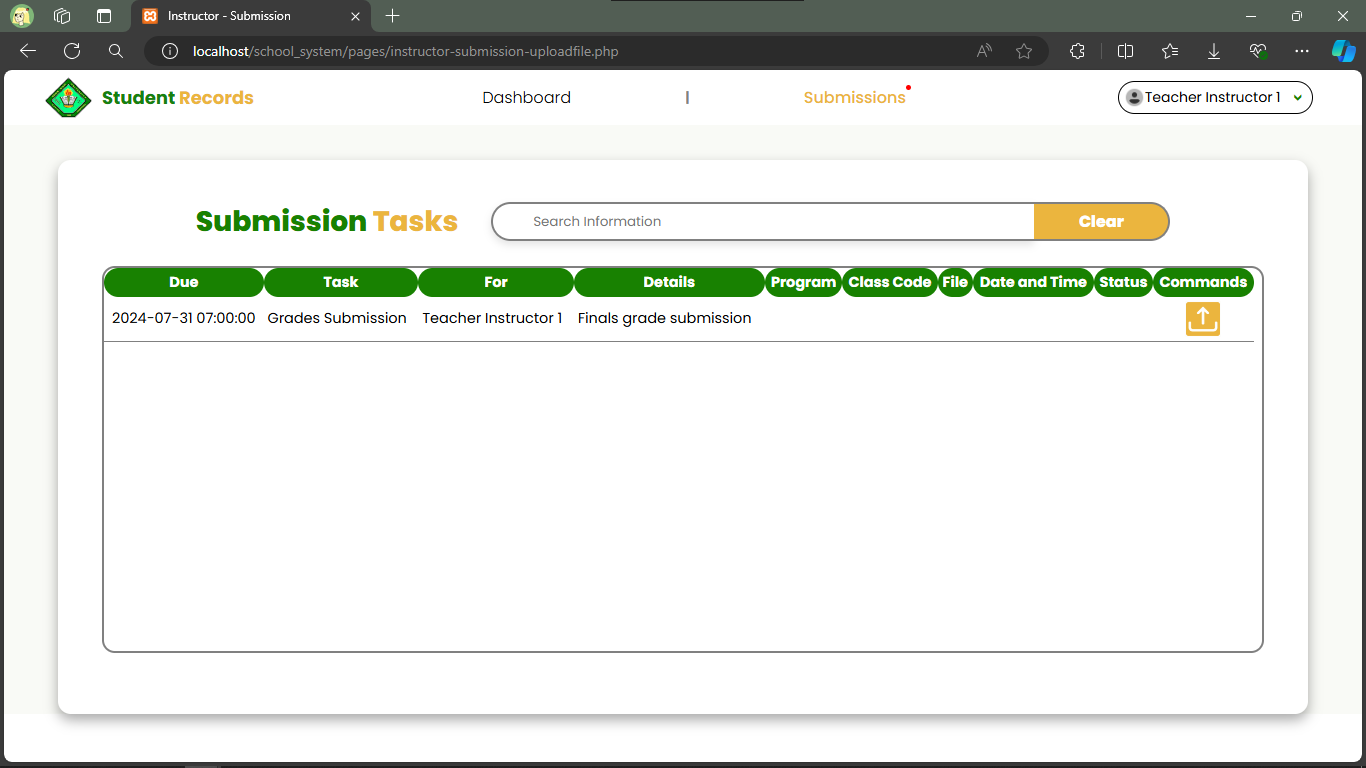 Instructor - Submission
localhost/school_system/pages/instructor-submission-uploadfile.php
Student Records Dashboard | Submissions Teacher Instructor 1
Submission Tasks Search Information Clear
Due Task For Details Program Class Code File Date and Time Status Commands
2024-07-31 07:00:00 Grades Submission Teacher Instructor 1 Finals grade submission